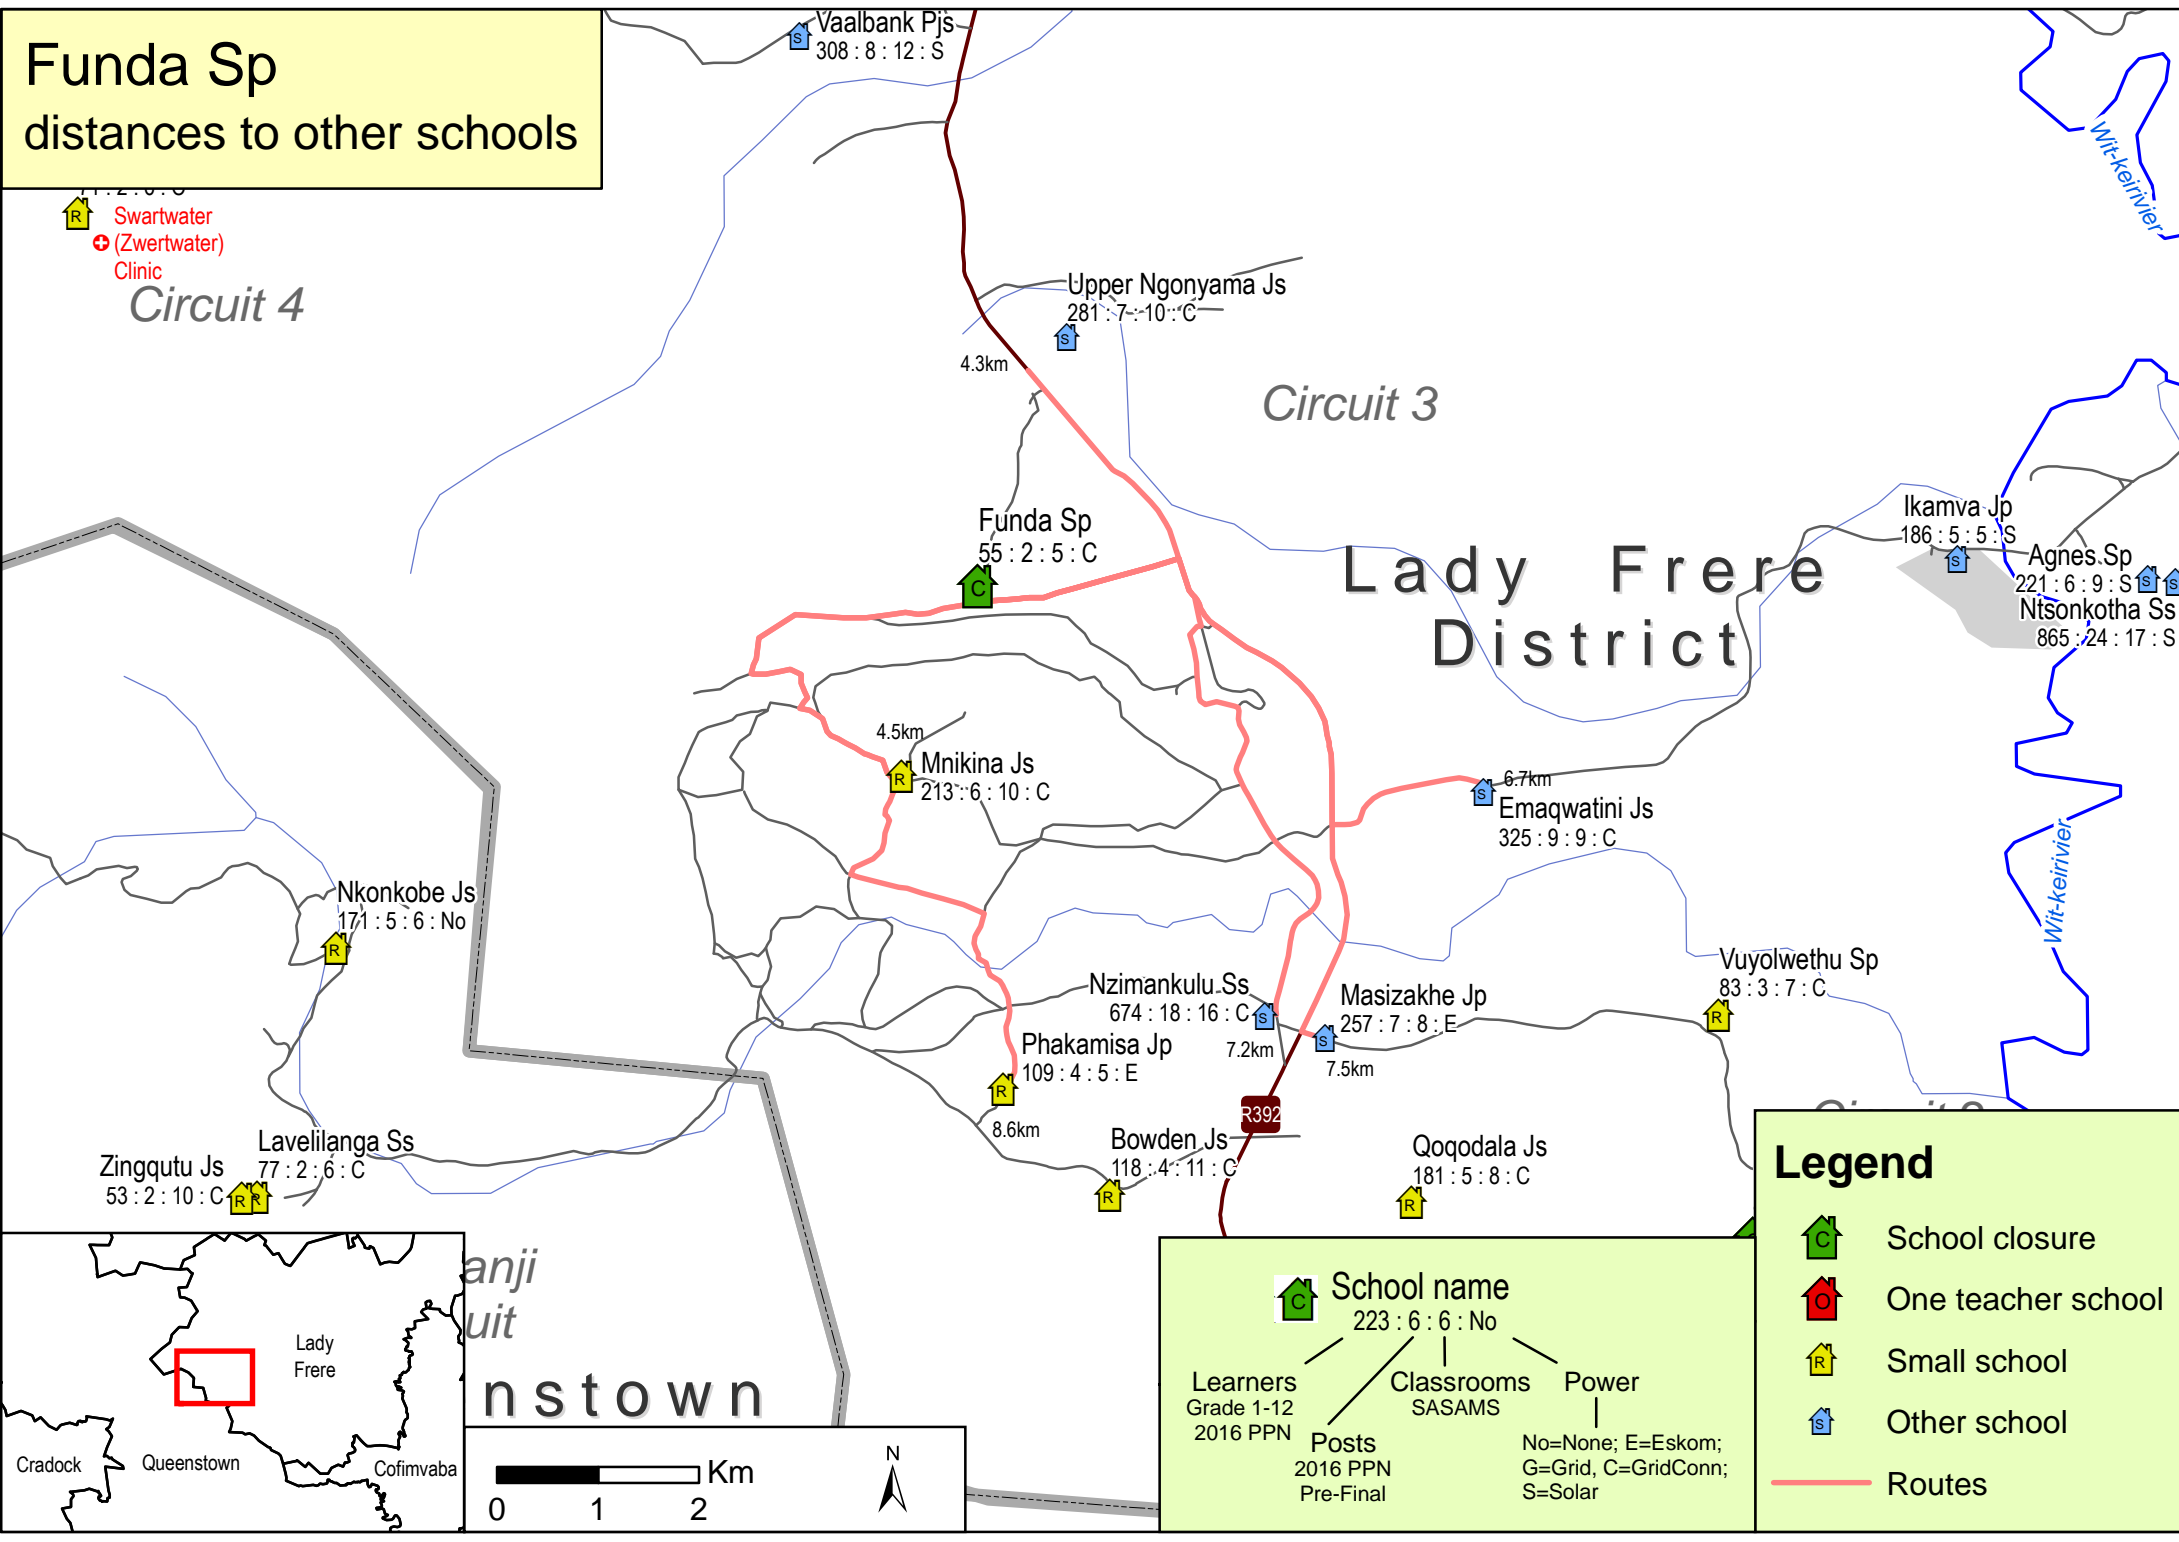 Funda Sp
distances to other schools
Vaalbank Pjs
308 : 8 : 12 : S
Swartwater
(Zwertwater)
Clinic
Circuit 4
Wit-keirivier
Upper Ngonyama Js
281 : 7 : 10 : C
4.3km
Circuit 3
Funda Sp
55 : 2 : 5 : C
C
Lady Frere
District
Ikamva Jp
186 : 5 : 5 : S
Agnes Sp
221 : 6 : 9 : S
Ntsonkotha Ss
865 : 24 : 17 : S
4.5km
Mnikina Js
213 : 6 : 10 : C
6.7km
Emaqwatini Js
325 : 9 : 9 : C
Wit-keirivier
Nkonkobe Js
171 : 5 : 6 : No
Vuyolwethu Sp
83 : 3 : 7 : C
Nzimankulu Ss
674 : 18 : 16 : C
7.2km
Masizakhe Jp
257 : 7 : 8 : E
7.5km
Phakamisa Jp
109 : 4 : 5 : E
8.6km
R392
Bowden Js
118 : 4 : 11 : C
Qoqodala Js
181 : 5 : 8 : C
Lavelilanga Ss
77 : 2 : 6 : C
Zingqutu Js
53 : 2 : 10 : C
anji
uit
nstown
Lady
Frere
Cradock
Queenstown
Cofimvaba
Km
0 1 2
N
C School name
223 : 6 : 6 : No
Learners
Grade 1-12
2016 PPN
Posts
2016 PPN
Pre-Final
Classrooms
SASAMS
Power
No=None; E=Eskom;
G=Grid, C=GridConn;
S=Solar
Legend
C School closure
O One teacher school
R Small school
S Other school
Routes